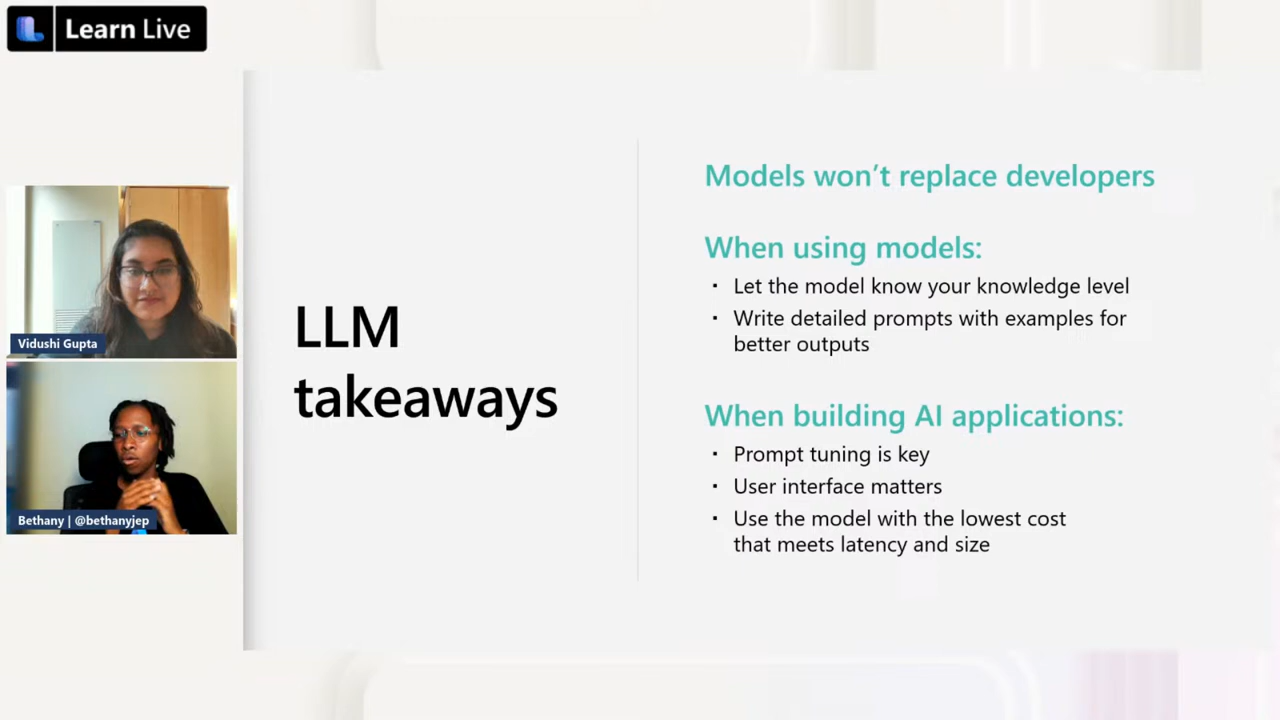 Learn Live
Vidushi Gupta
Bethany | @bethanyjep
LLM
takeaways
Models won’t replace developers
When using models:
▪ Let the model know your knowledge level
▪ Write detailed prompts with examples for
better outputs
When building AI applications:
▪ Prompt tuning is key
▪ User interface matters
▪ Use the model with the lowest cost
that meets latency and size